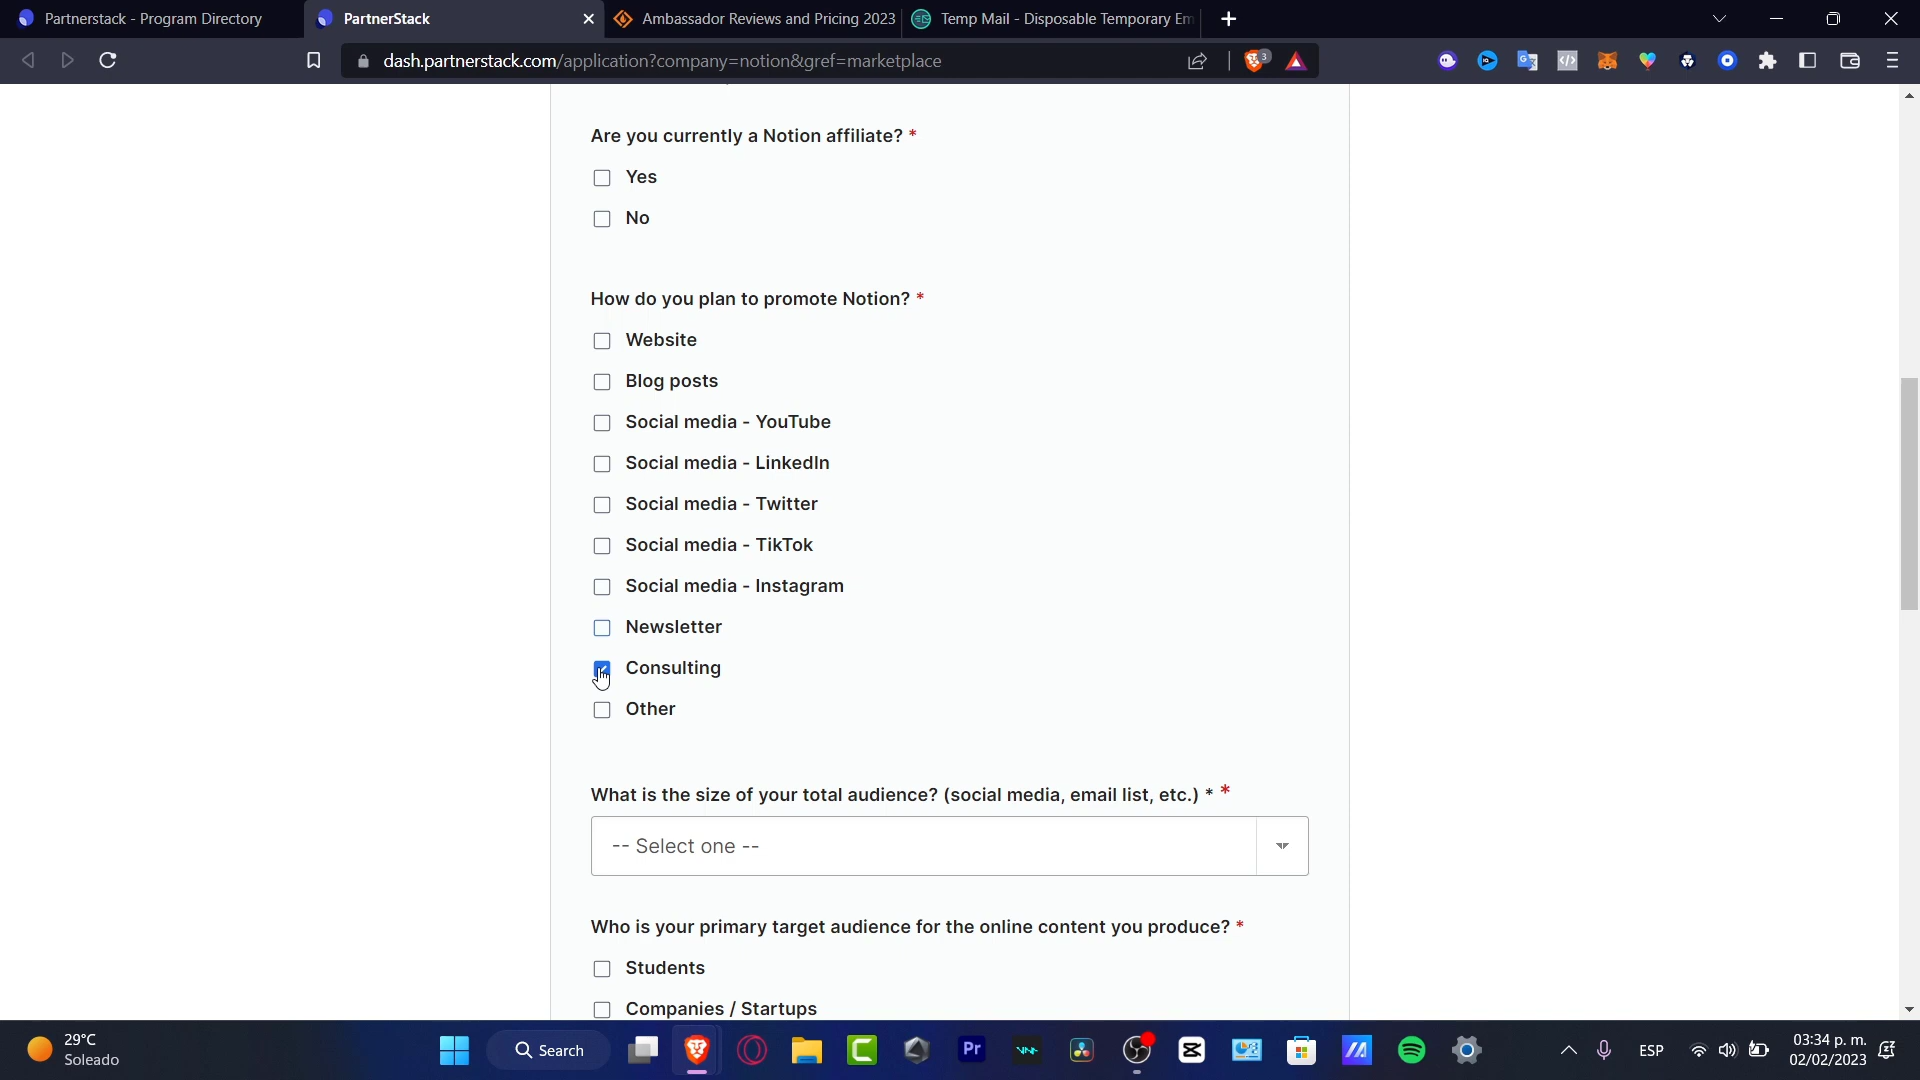 Partnerstack - Program Directory
PartnerStack
Ambassador Reviews and Pricing 2023
Temp Mail - Disposable Temporary Em
dash.partnerstack.com/application?company=notion&gref=marketplace
3
Are you currently a Notion affiliate? *
Yes
No
How do you plan to promote Notion? *
Website
Blog posts
Social media - YouTube
Social media - LinkedIn
Social media - Twitter
Social media - TikTok
Social media - Instagram
Newsletter
Consulting
Other
What is the size of your total audience? (social media, email list, etc.) * *
-- Select one --
Who is your primary target audience for the online content you produce? *
Students
Companies / Startups
29°C
Soleado
Search
Pr
ESP
03:34 p. m.
02/02/2023